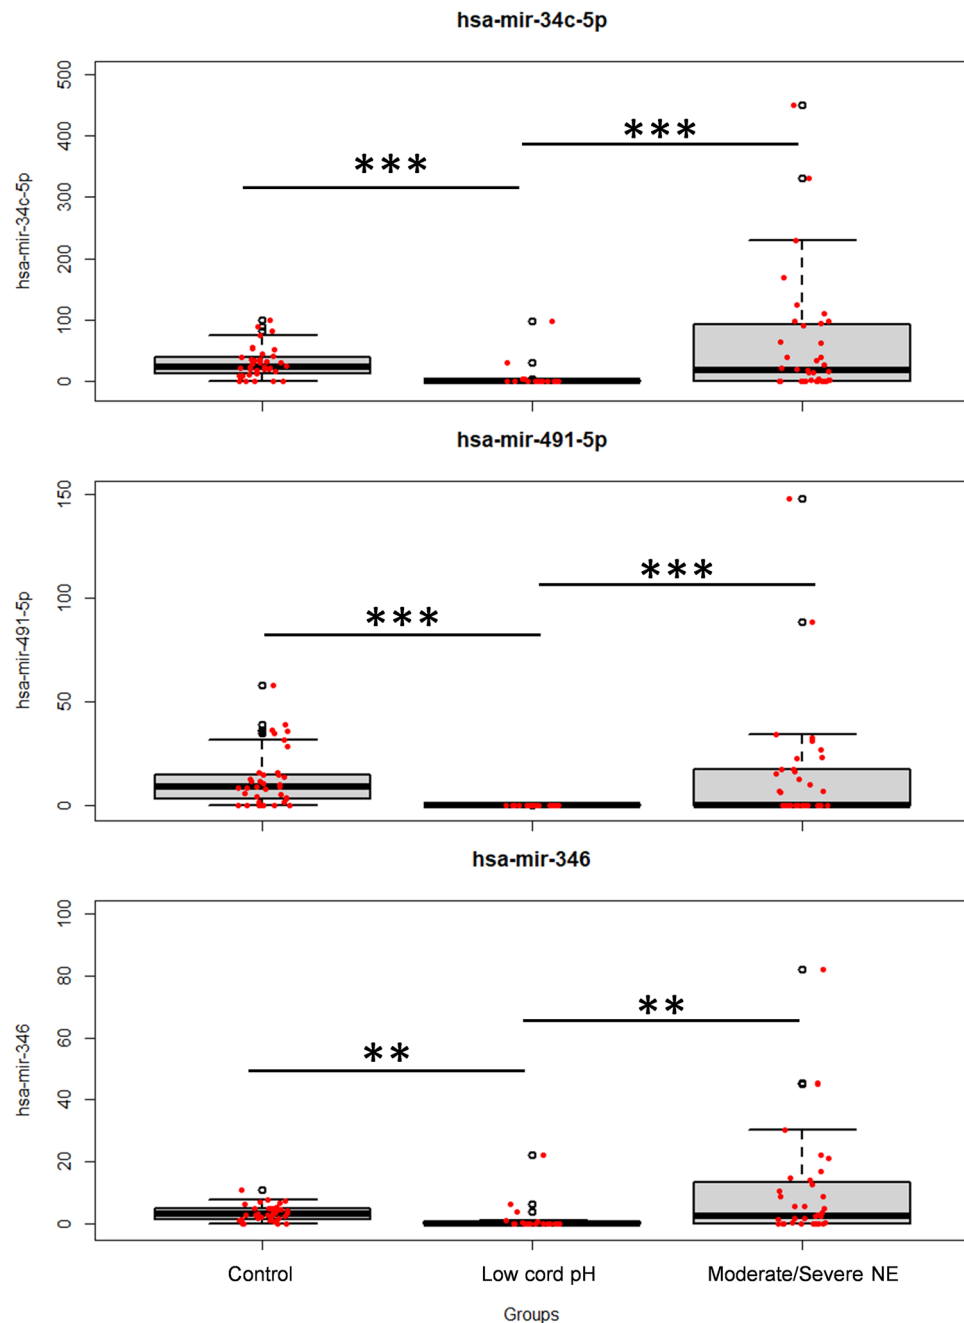 hsa-mir-34c-5p
hsa-mir-34c-5p
500
400
300
200
100
0
***
***
hsa-mir-491-5p
hsa-mir-491-5p
150
100
50
0
***
***
hsa-mir-346
hsa-mir-346
100
80
60
40
20
0
**
**
Control Low cord pH Moderate/Severe NE
Groups